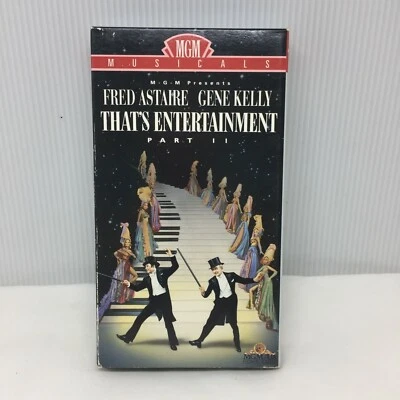 MGM
MUSICALS
M-G-M Presents
FRED ASTAIRE GENE KELLY
THAT'S ENTERTAINMENT
PART II